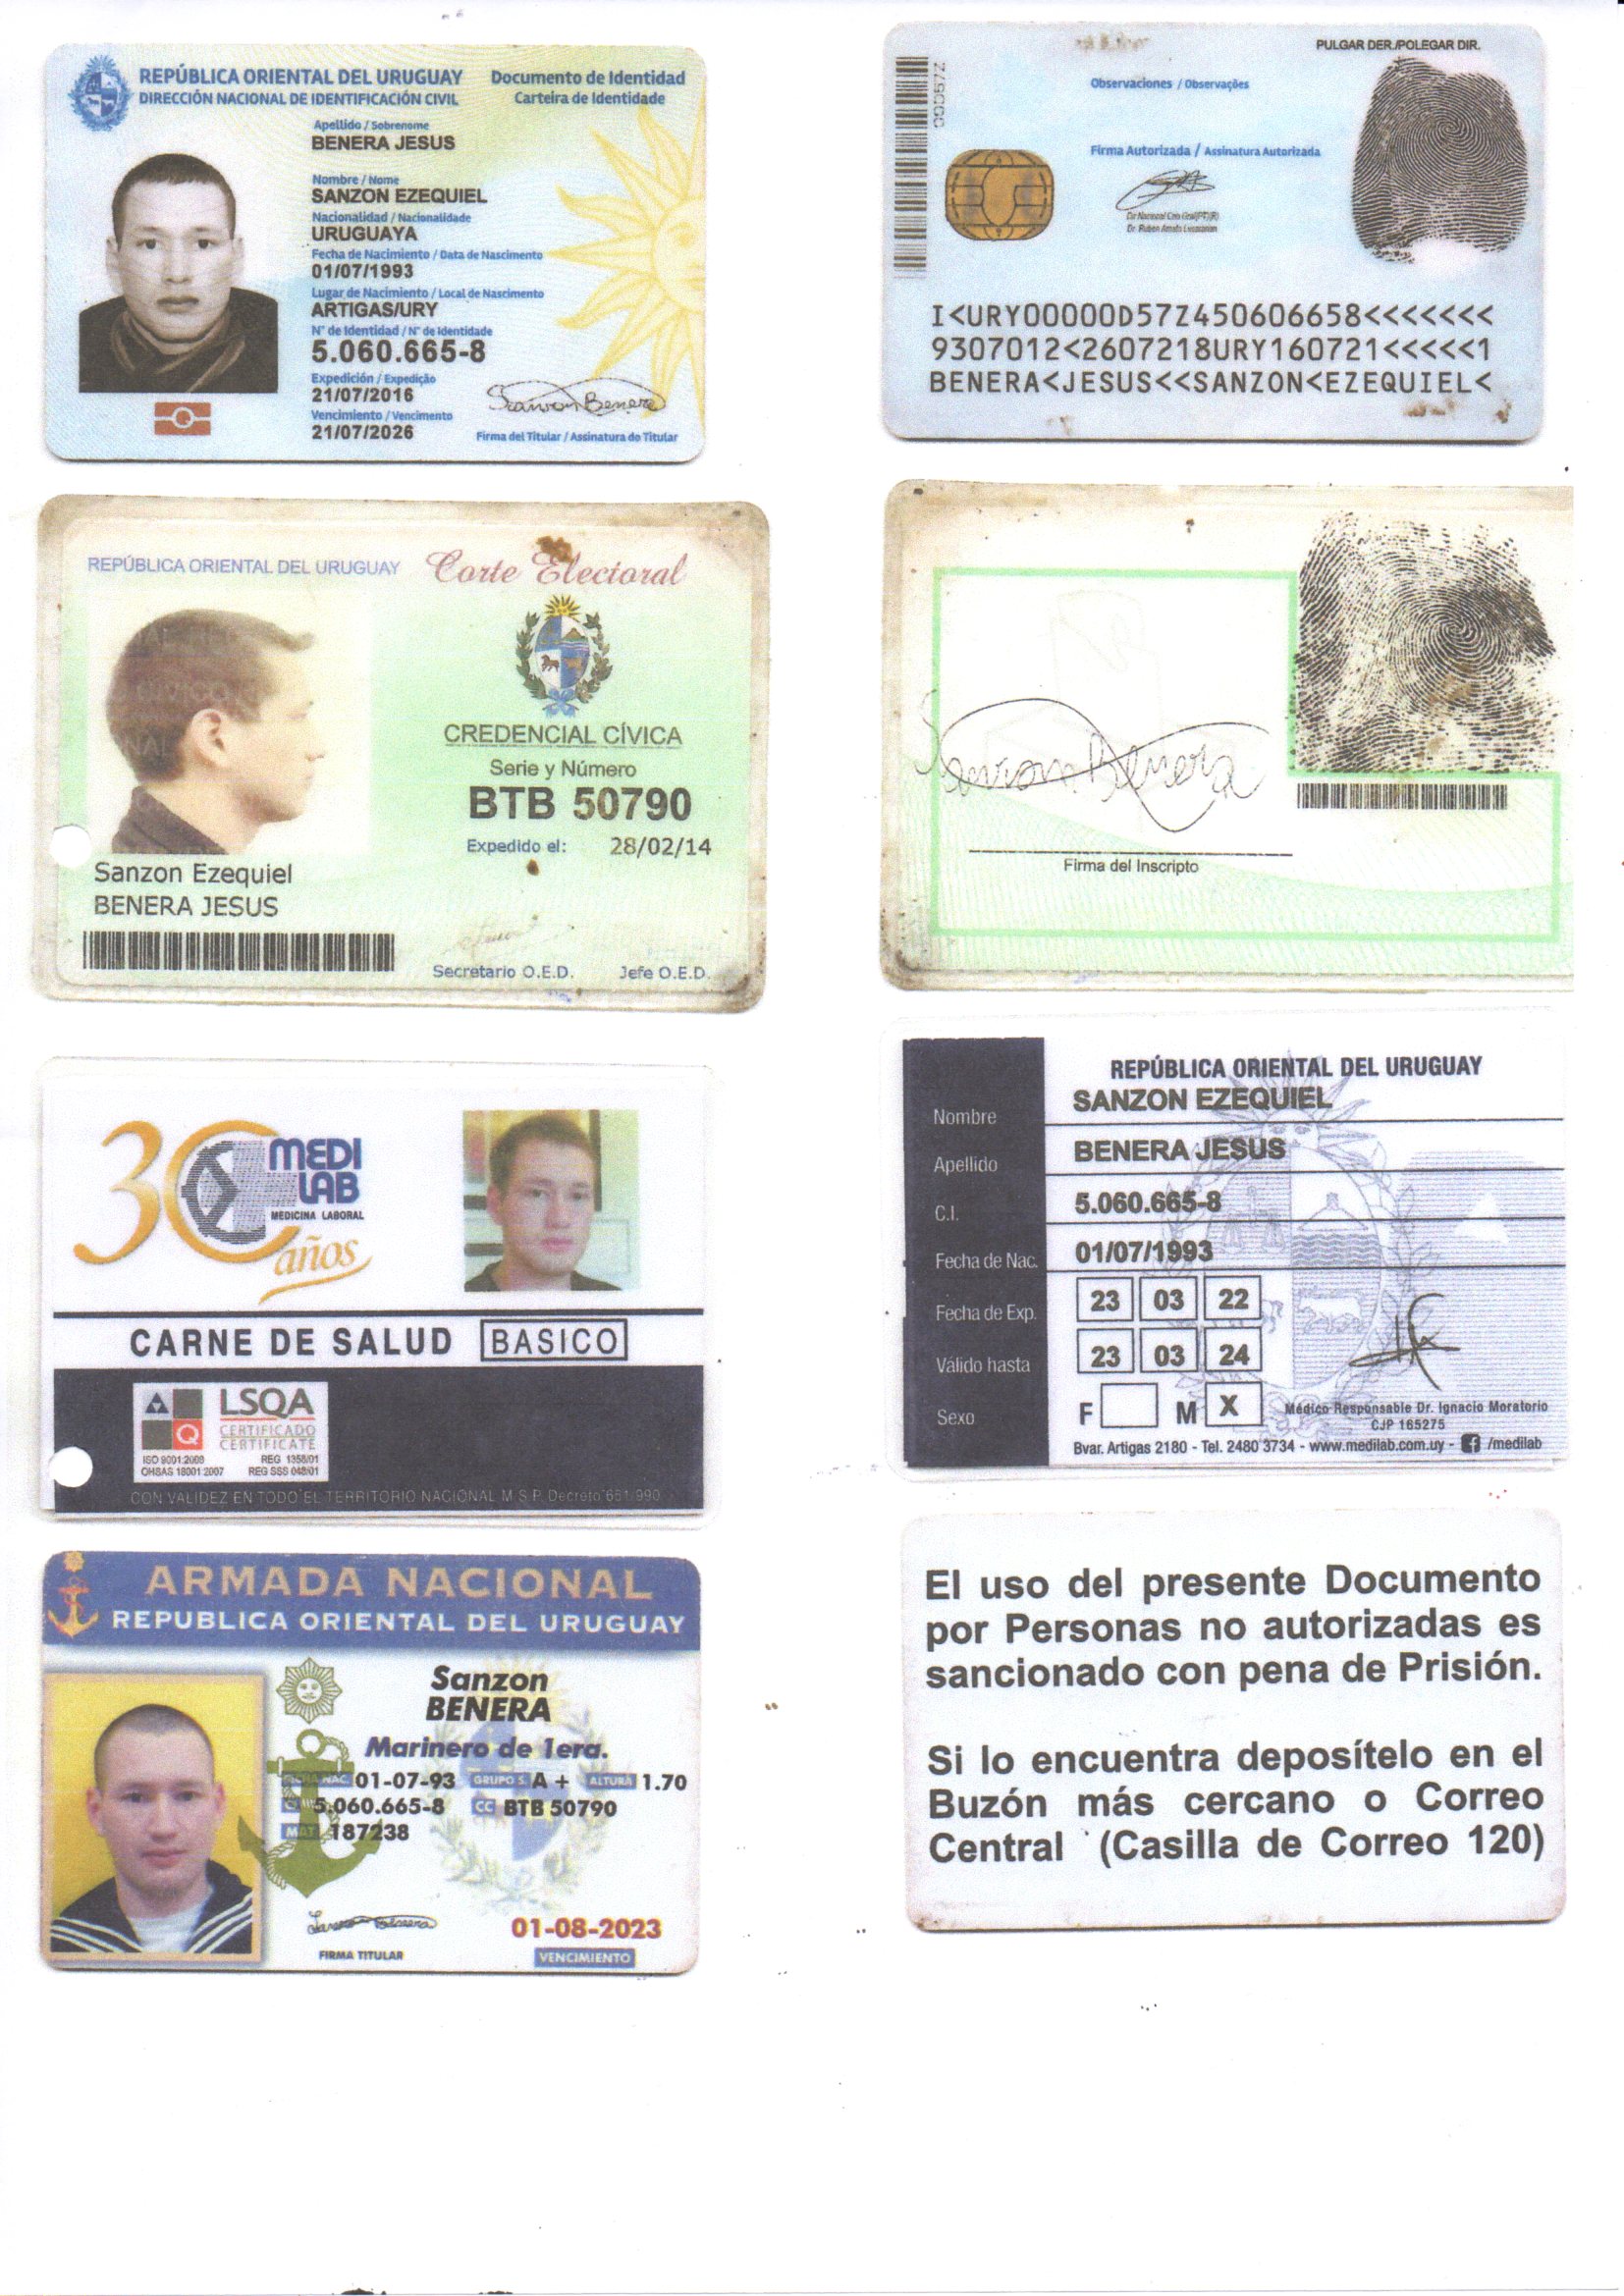 REPÚBLICA ORIENTAL DEL URUGUAY
DIRECCIÓN NACIONAL DE IDENTIFICACIÓN CIVIL
Documento de Identidad
Carteira de Identidade
Apellido / Sobrenome
BENERA JESUS
Nombre / Nome
SANZON EZEQUIEL
Nacionalidad / Nacionalidade
URUGUAYA
Fecha de Nacimiento / Data de Nascimento
01/07/1993
Lugar de Nacimiento / Local de Nascimento
ARTIGAS/URY
N° de Identidad / N° de Identidade
5.060.665-8
Expedición / Expedição
21/07/2016
Vencimiento / Vencimento
21/07/2026
Sanzon Benera
Firma del Titular / Assinatura do Titular
PULGAR DER./POLEGAR DIR.
Observaciones / Observações
Firma Autorizada / Assinatura Autorizada
I<URY00000D57Z450606658<<<<<<<
9307012<2607218URY160721<<<<<1
BENERA<JESUS<<SANZON<EZEQUIEL<
REPÚBLICA ORIENTAL DEL URUGUAY
Corte Electoral
CREDENCIAL CÍVICA
Serie y Número
BTB 50790
Expedido el: 28/02/14
Sanzon Ezequiel
BENERA JESUS
Secretario O.E.D. Jefe O.E.D.
Sanzon Benera
Firma del Inscripto
30 años
MEDI
LAB
MEDICINA LABORAL
CARNE DE SALUD BASICO
LSQA
CERTIFICADO
CERTIFICATE
ISO 9001:2008 REG 1358/01
OHSAS 18001:2007 REG SSS 048/01
CON VALIDEZ EN TODO EL TERRITORIO NACIONAL M.S.P. Decreto 651/990
REPÚBLICA ORIENTAL DEL URUGUAY
Nombre SANZON EZEQUIEL
Apellido BENERA JESUS
C.I. 5.060.665-8
Fecha de Nac. 01/07/1993
Fecha de Exp. 23 03 22
Válido hasta 23 03 24
Sexo F M X
Médico Responsable Dr. Ignacio Moratorio
CJP 165275
Bvar. Artigas 2180 - Tel. 2480 3734 - www.medilab.com.uy - /medilab
ARMADA NACIONAL
REPUBLICA ORIENTAL DEL URUGUAY
Sanzon
BENERA
Marinero de 1era.
01-07-93 GRUPO S. A + ALTURA 1.70
5.060.665-8 CC BTB 50790
MAT. 187238
Sanzon Benera
FIRMA TITULAR
01-08-2023
VENCIMIENTO
El uso del presente Documento
por Personas no autorizadas es
sancionado con pena de Prisión.
Si lo encuentra deposítelo en el
Buzón más cercano o Correo
Central (Casilla de Correo 120)